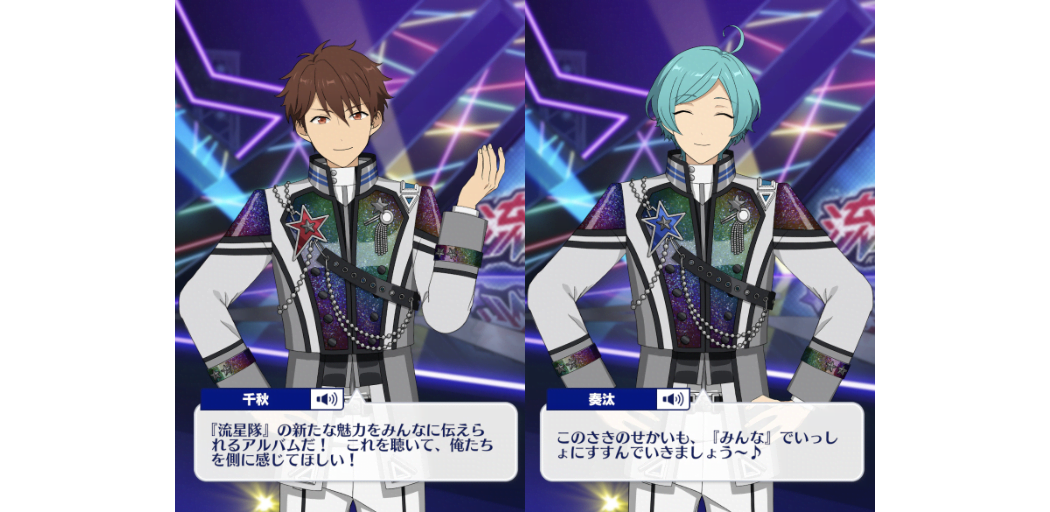 流
千秋
『流星隊』の新たな魅力をみんなに伝えら
れるアルバムだ！　これを聴いて、俺たち
を側に感じてほしい！
流
奏汰
このさきのせかいも、『みんな』でいっし
ょにすすんでいきましょう～♪